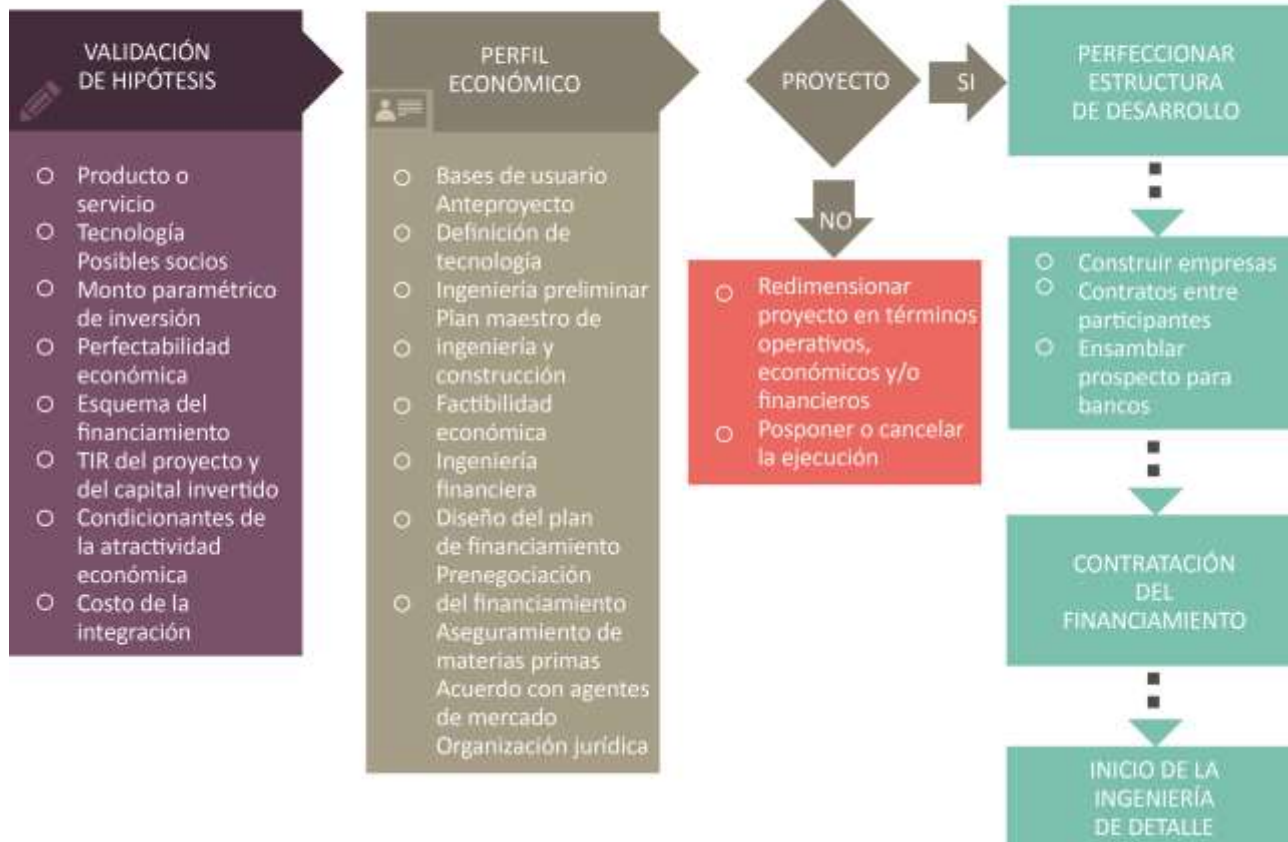 VALIDACIÓN
DE HIPÓTESIS
Producto o
servicio
Tecnología
Posibles socios
Monto paramétrico
de inversión
Perfectabilidad
económica
Esquema del
financiamiento
TIR del proyecto y
del capital invertido
Condicionantes de
la atractividad
económica
Costo de la
integración
PERFIL
ECONÓMICO
Bases de usuario
Anteproyecto
Definición de
tecnología
Ingeniería preliminar
Plan maestro de
ingeniería y
construcción
Factibilidad
económica
Ingeniería
financiera
Diseño del plan
de financiamiento
Prenegociación
del financiamiento
Aseguramiento de
materias primas
Acuerdo con agentes
de mercado
Organización jurídica
PROYECTO
SI
NO
Redimensionar
proyecto en términos
operativos,
económicos y/o
financieros
Posponer o cancelar
la ejecución
PERFECCIONAR
ESTRUCTURA
DE DESARROLLO
Construir empresas
Contratos entre
participantes
Ensamblar
prospecto para
bancos
CONTRATACIÓN
DEL
FINANCIAMIENTO
INICIO DE LA
INGENIERÍA
DE DETALLE